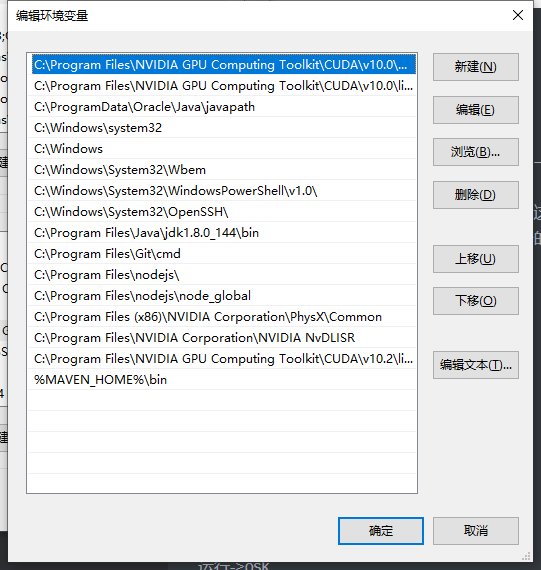 编辑环境变量
C:\Program Files\NVIDIA GPU Computing Toolkit\CUDA\v10.0\...
C:\Program Files\NVIDIA GPU Computing Toolkit\CUDA\v10.0\li...
C:\ProgramData\Oracle\Java\javapath
C:\Windows\system32
C:\Windows
C:\Windows\System32\Wbem
C:\Windows\System32\WindowsPowerShell\v1.0\
C:\Windows\System32\OpenSSH\
C:\Program Files\Java\jdk1.8.0_144\bin
C:\Program Files\Git\cmd
C:\Program Files\nodejs\
C:\Program Files\nodejs\node_global
C:\Program Files (x86)\NVIDIA Corporation\PhysX\Common
C:\Program Files\NVIDIA Corporation\NVIDIA NvDLISR
C:\Program Files\NVIDIA GPU Computing Toolkit\CUDA\v10.2\li...
%MAVEN_HOME%\bin
新建(N)
编辑(E)
浏览(B)...
删除(D)
上移(U)
下移(O)
编辑文本(T)...
确定
取消
运行->osk